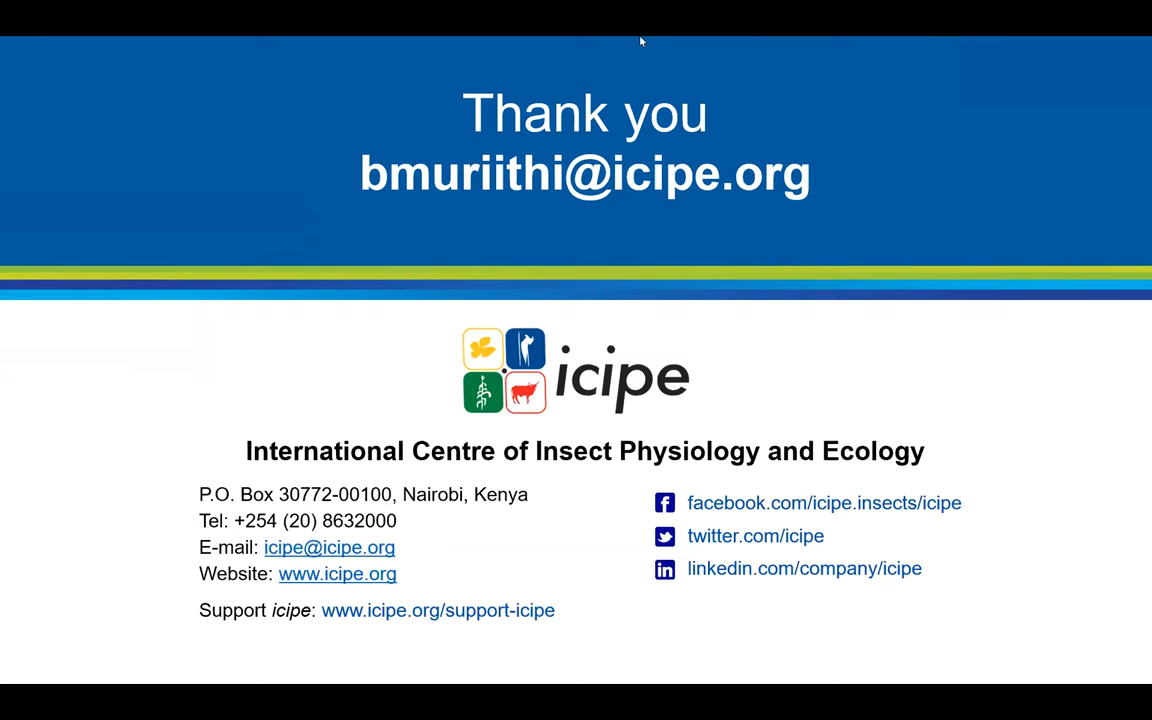 Thank you
bmuriithi@icipe.org
icipe
International Centre of Insect Physiology and Ecology
P.O. Box 30772-00100, Nairobi, Kenya
Tel: +254 (20) 8632000
E-mail: icipe@icipe.org
Website: www.icipe.org
Support icipe: www.icipe.org/support-icipe
facebook.com/icipe.insects/icipe
twitter.com/icipe
linkedin.com/company/icipe